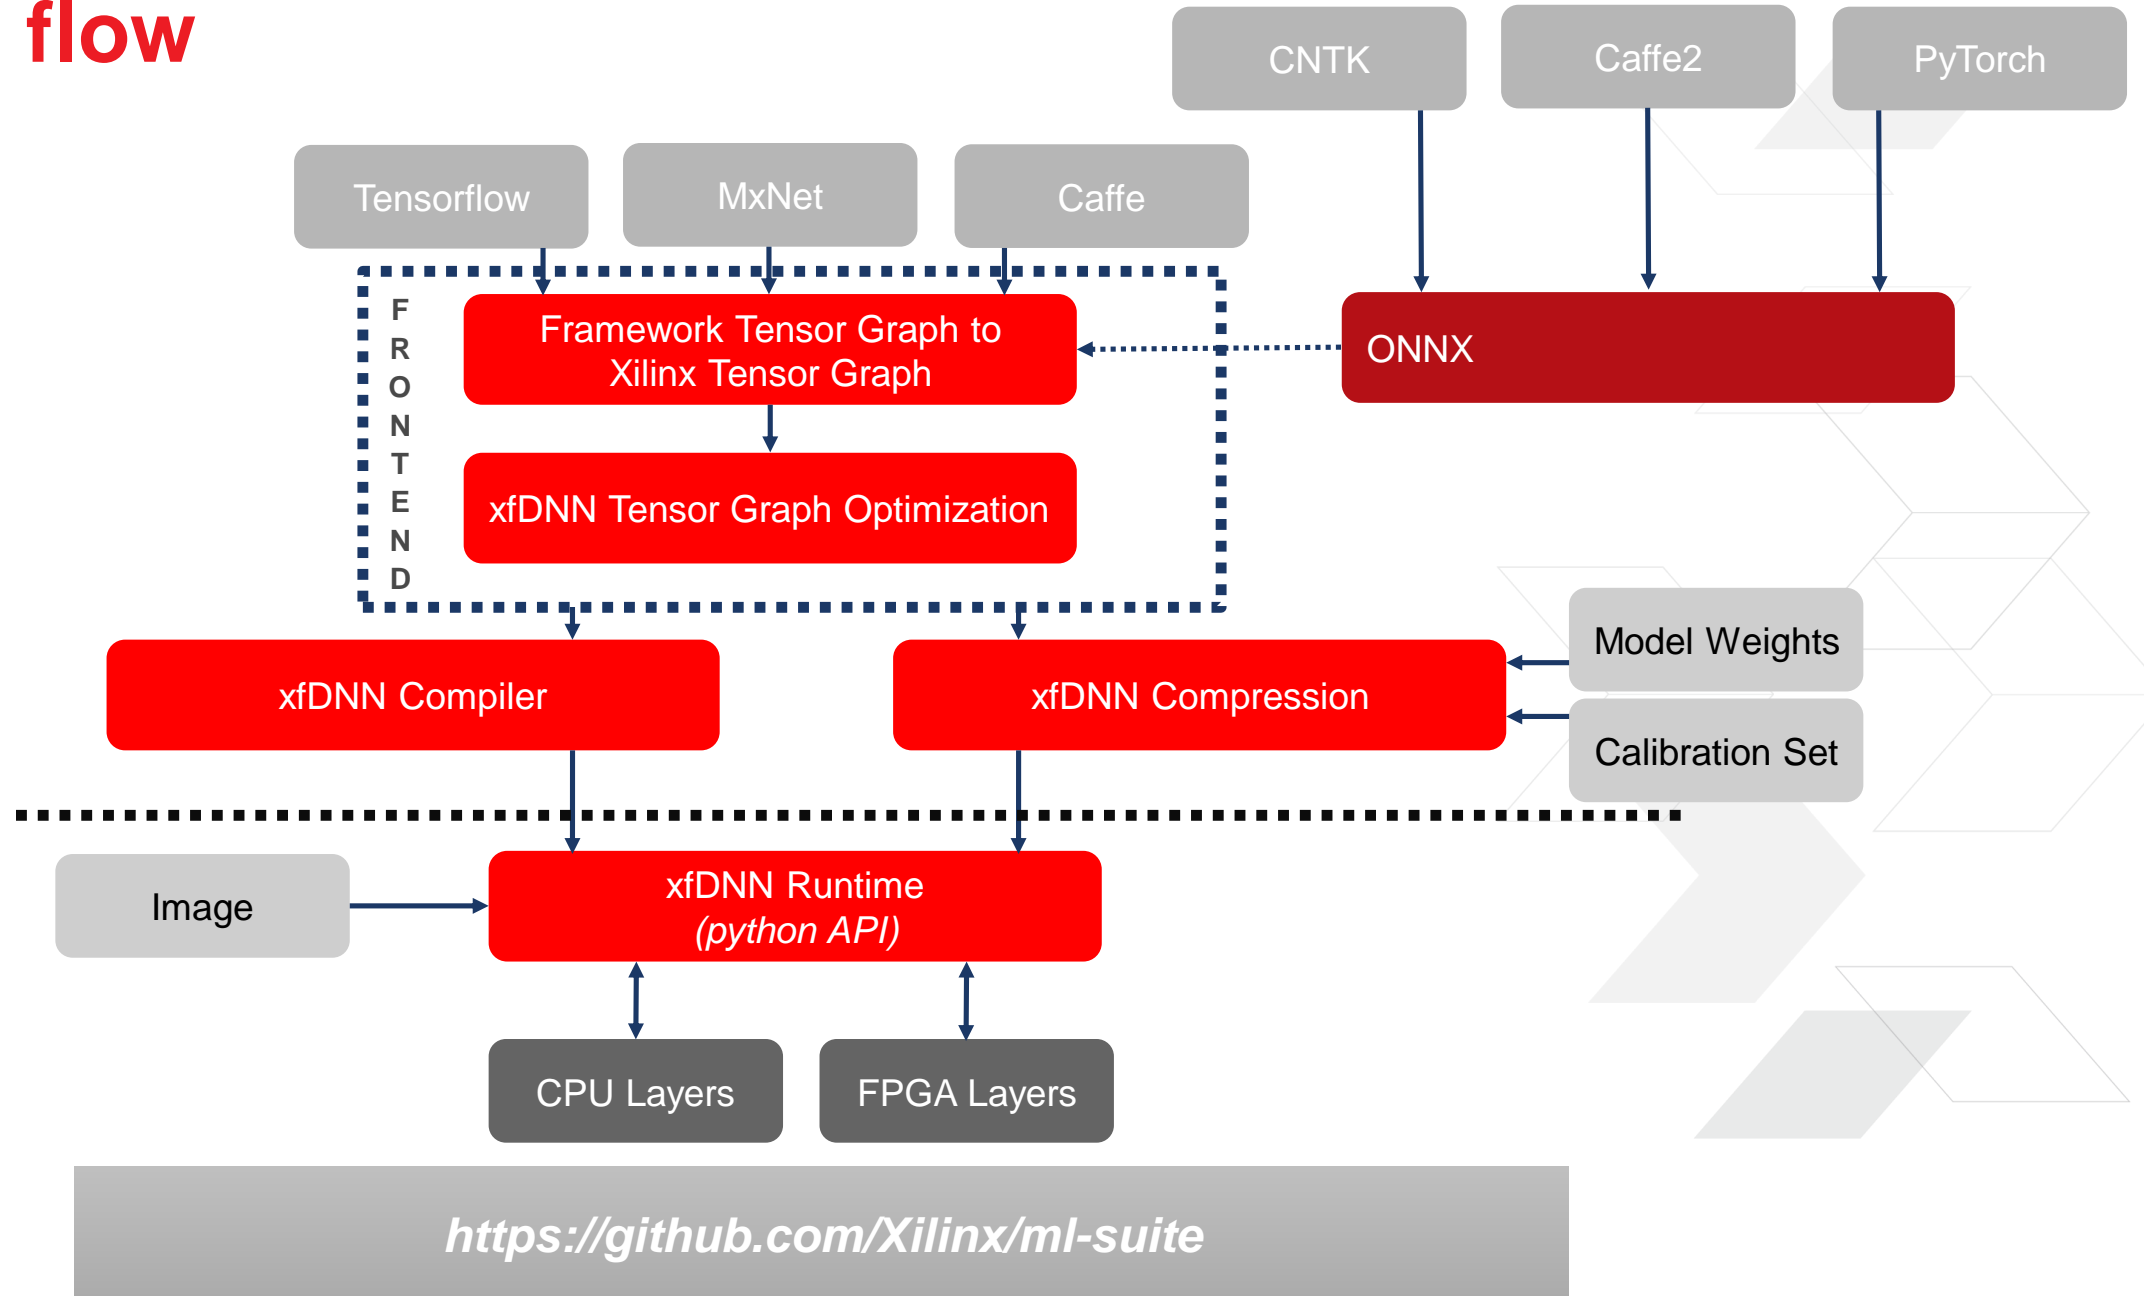 flow
CNTK
Caffe2
PyTorch
Tensorflow
MxNet
Caffe
F
R
O
N
T
E
N
D
Framework Tensor Graph to
Xilinx Tensor Graph
ONNX
xfDNN Tensor Graph Optimization
xfDNN Compiler
xfDNN Compression
Model Weights
Calibration Set
Image
xfDNN Runtime
(python API)
CPU Layers
FPGA Layers
https://github.com/Xilinx/ml-suite